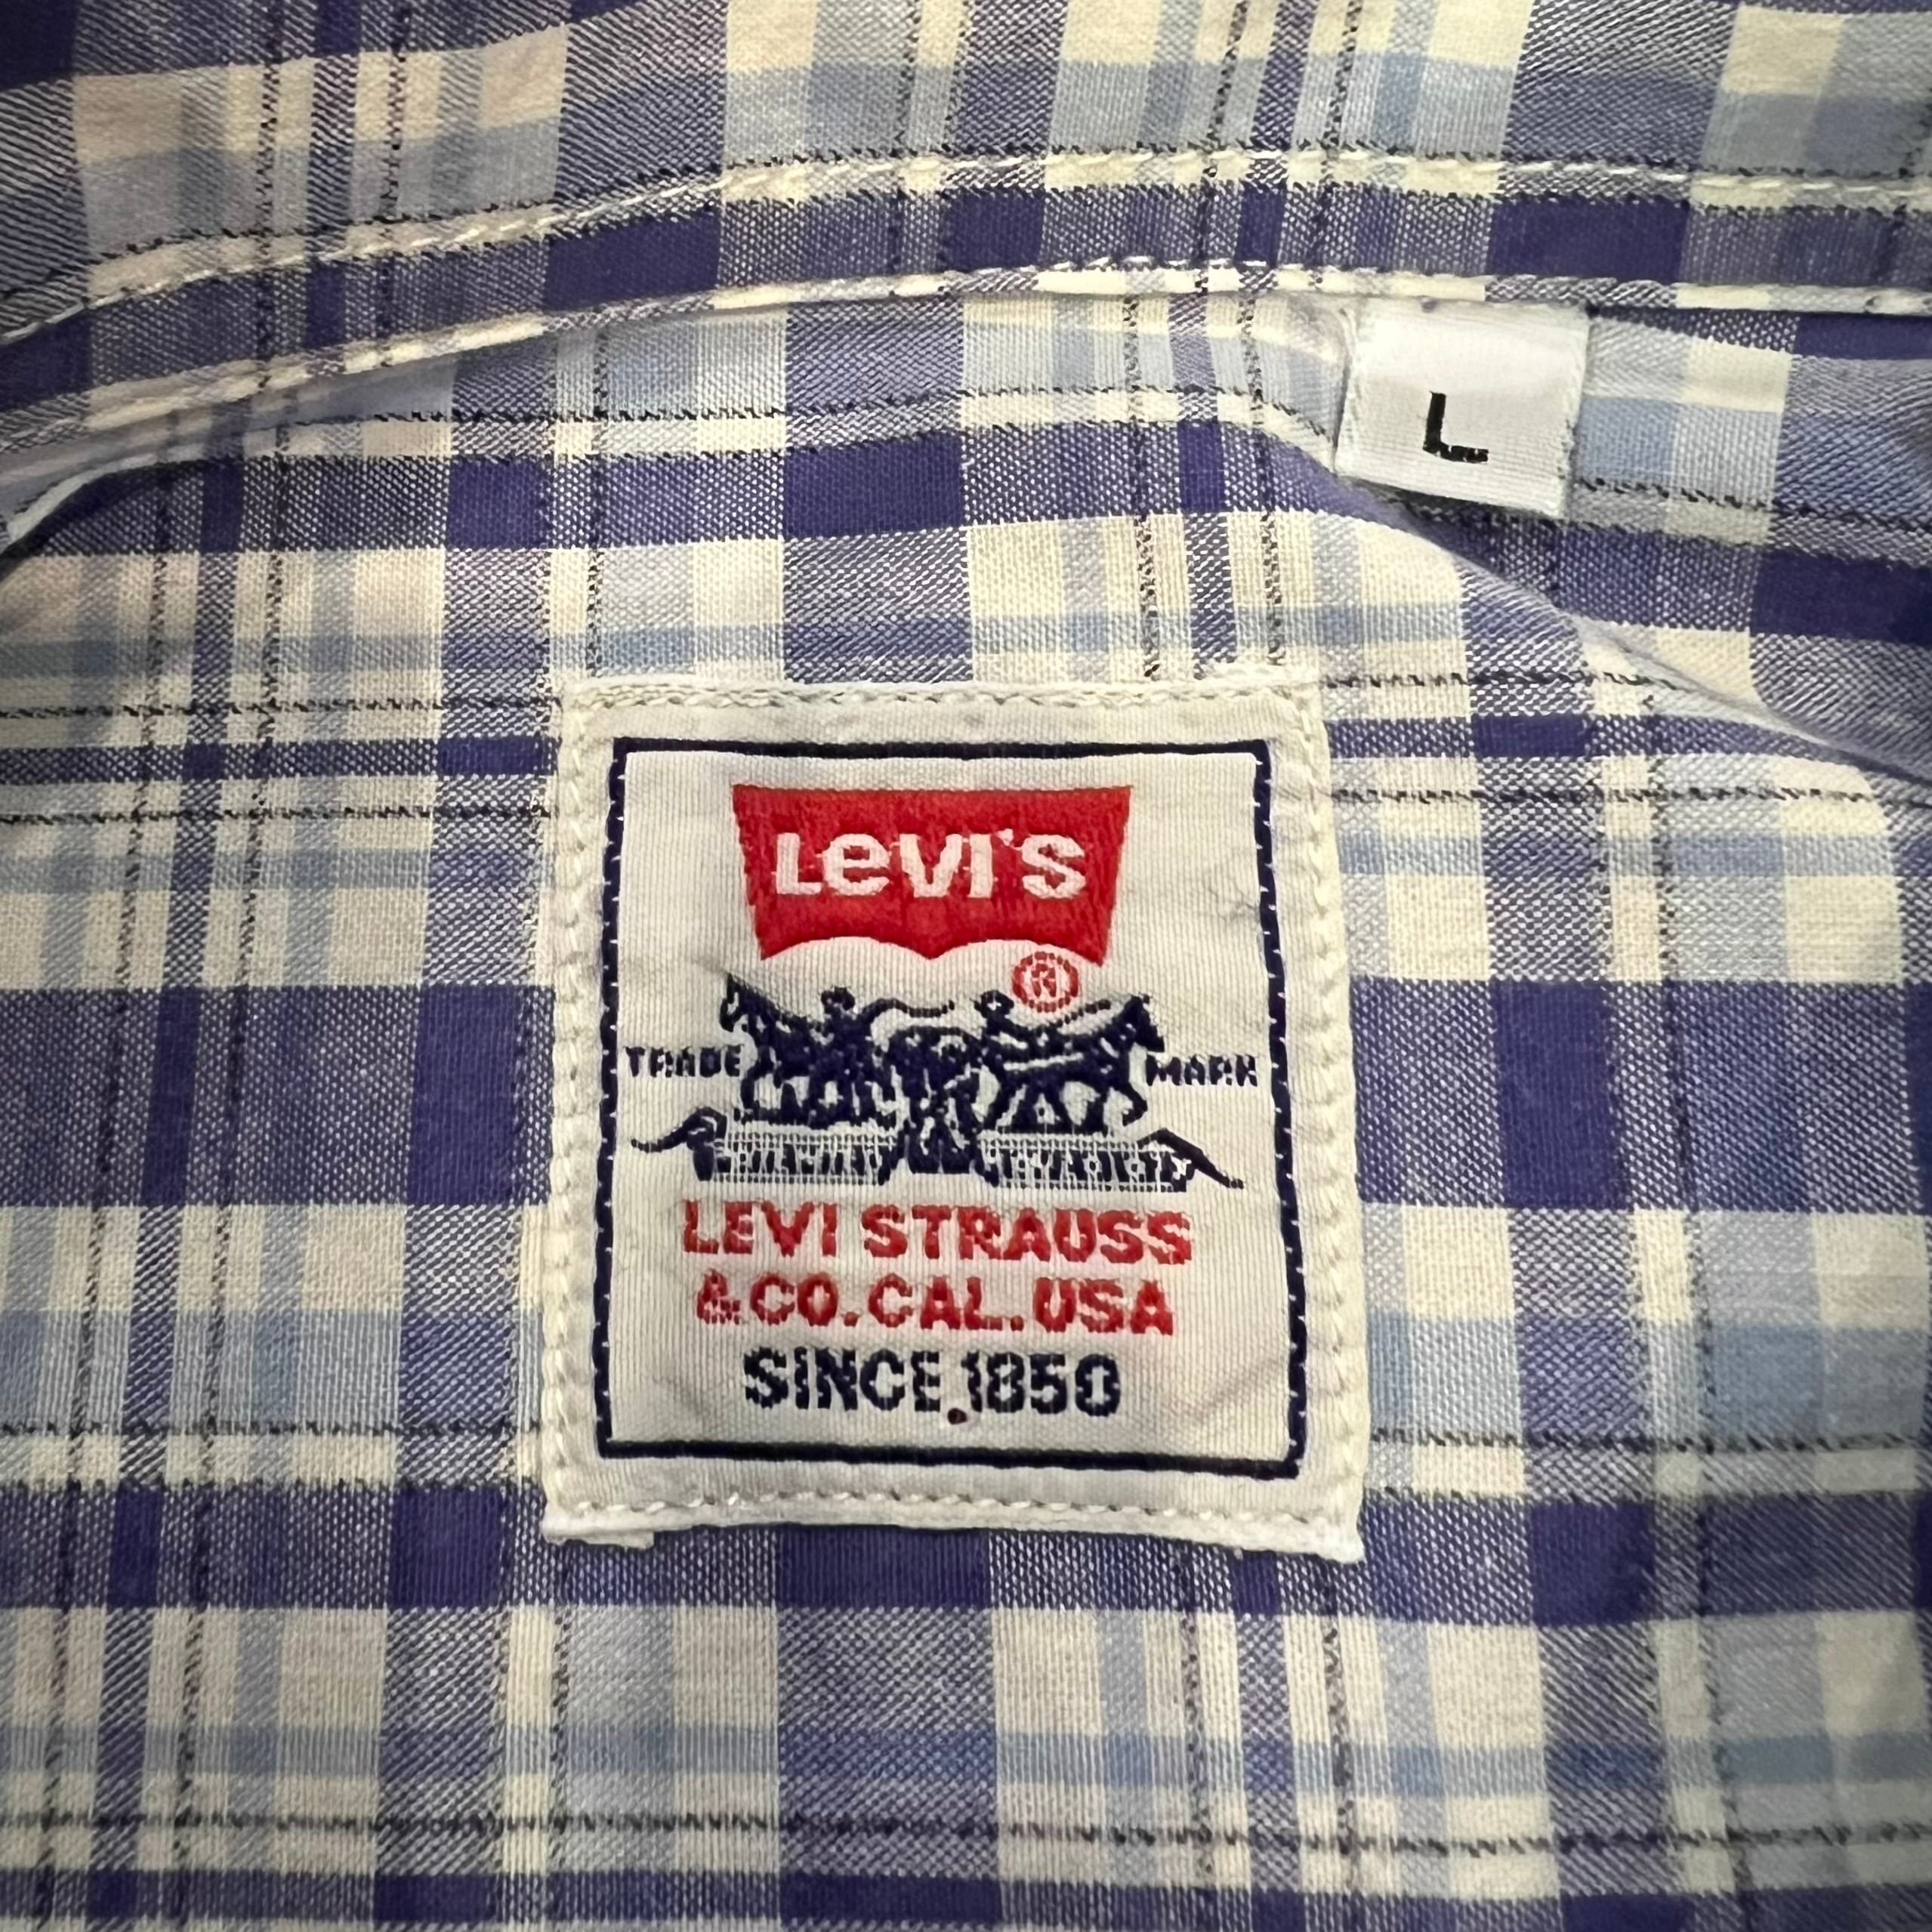 L
LEVI'S
®
TRADE MARK
LEVI STRAUSS
& CO. CAL. USA
SINCE 1850